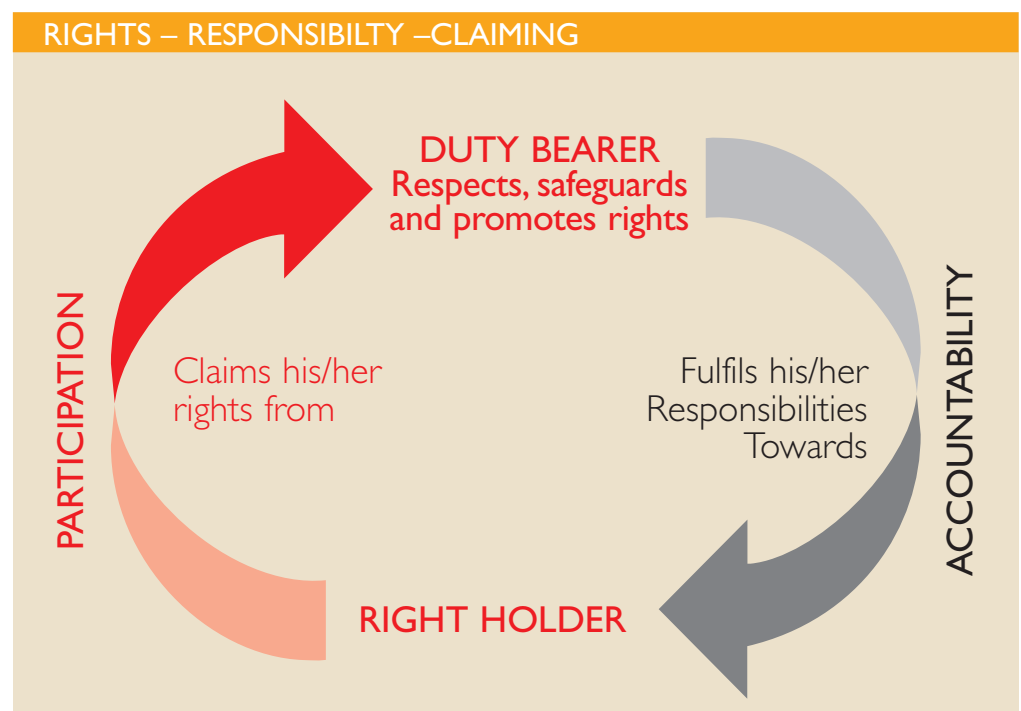 RIGHTS – RESPONSIBILTY –CLAIMING
DUTY BEARER
Respects, safeguards
and promotes rights
PARTICIPATION
Claims his/her
rights from
Fulfils his/her
Responsibilities
Towards
ACCOUNTABILITY
RIGHT HOLDER